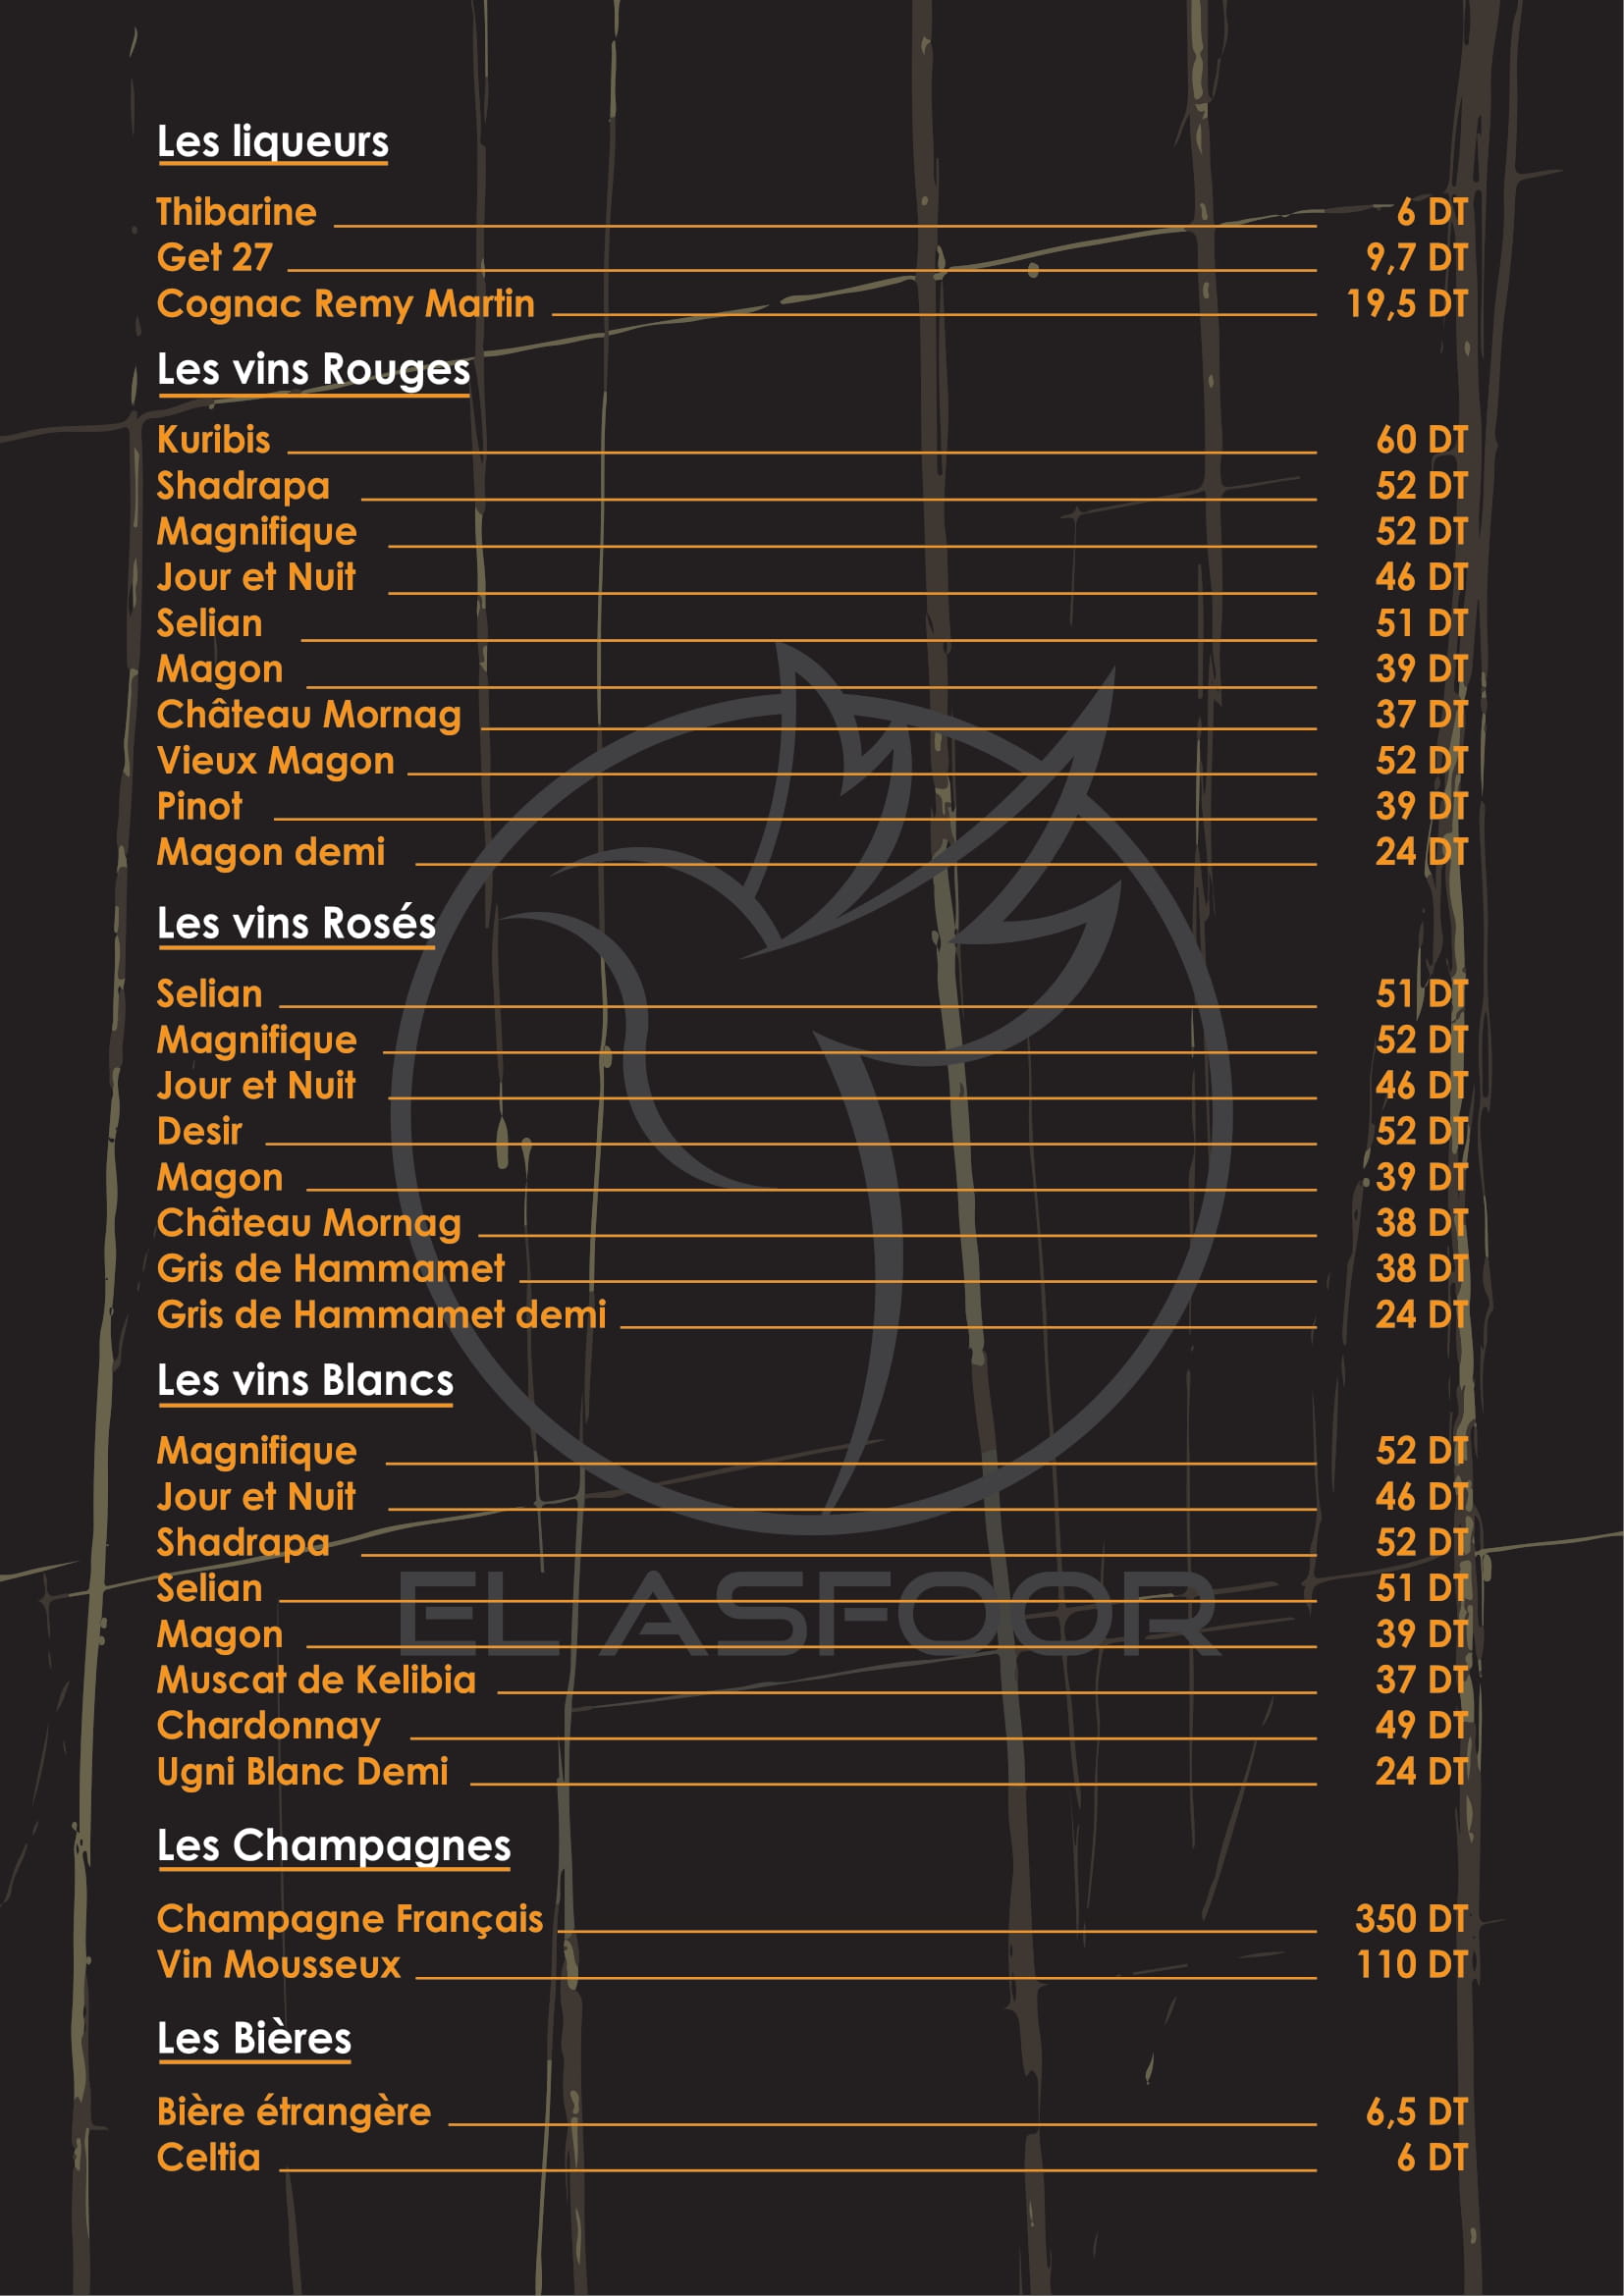 Les liqueurs
Thibarine 6 DT
Get 27 9,7 DT
Cognac Remy Martin 19,5 DT
Les vins Rouges
Kuribis 60 DT
Shadrapa 52 DT
Magnifique 52 DT
Jour et Nuit 46 DT
Selian 51 DT
Magon 39 DT
Château Mornag 37 DT
Vieux Magon 52 DT
Pinot 39 DT
Magon demi 24 DT
Les vins Rosés
Selian 51 DT
Magnifique 52 DT
Jour et Nuit 46 DT
Desir 52 DT
Magon 39 DT
Château Mornag 38 DT
Gris de Hammamet 38 DT
Gris de Hammamet demi 24 DT
Les vins Blancs
Magnifique 52 DT
Jour et Nuit 46 DT
Shadrapa 52 DT
Selian 51 DT
EL ASFOOR
Magon 39 DT
Muscat de Kelibia 37 DT
Chardonnay 49 DT
Ugni Blanc Demi 24 DT
Les Champagnes
Champagne Français 350 DT
Vin Mousseux 110 DT
Les Bières
Bière étrangère 6,5 DT
Celtia 6 DT